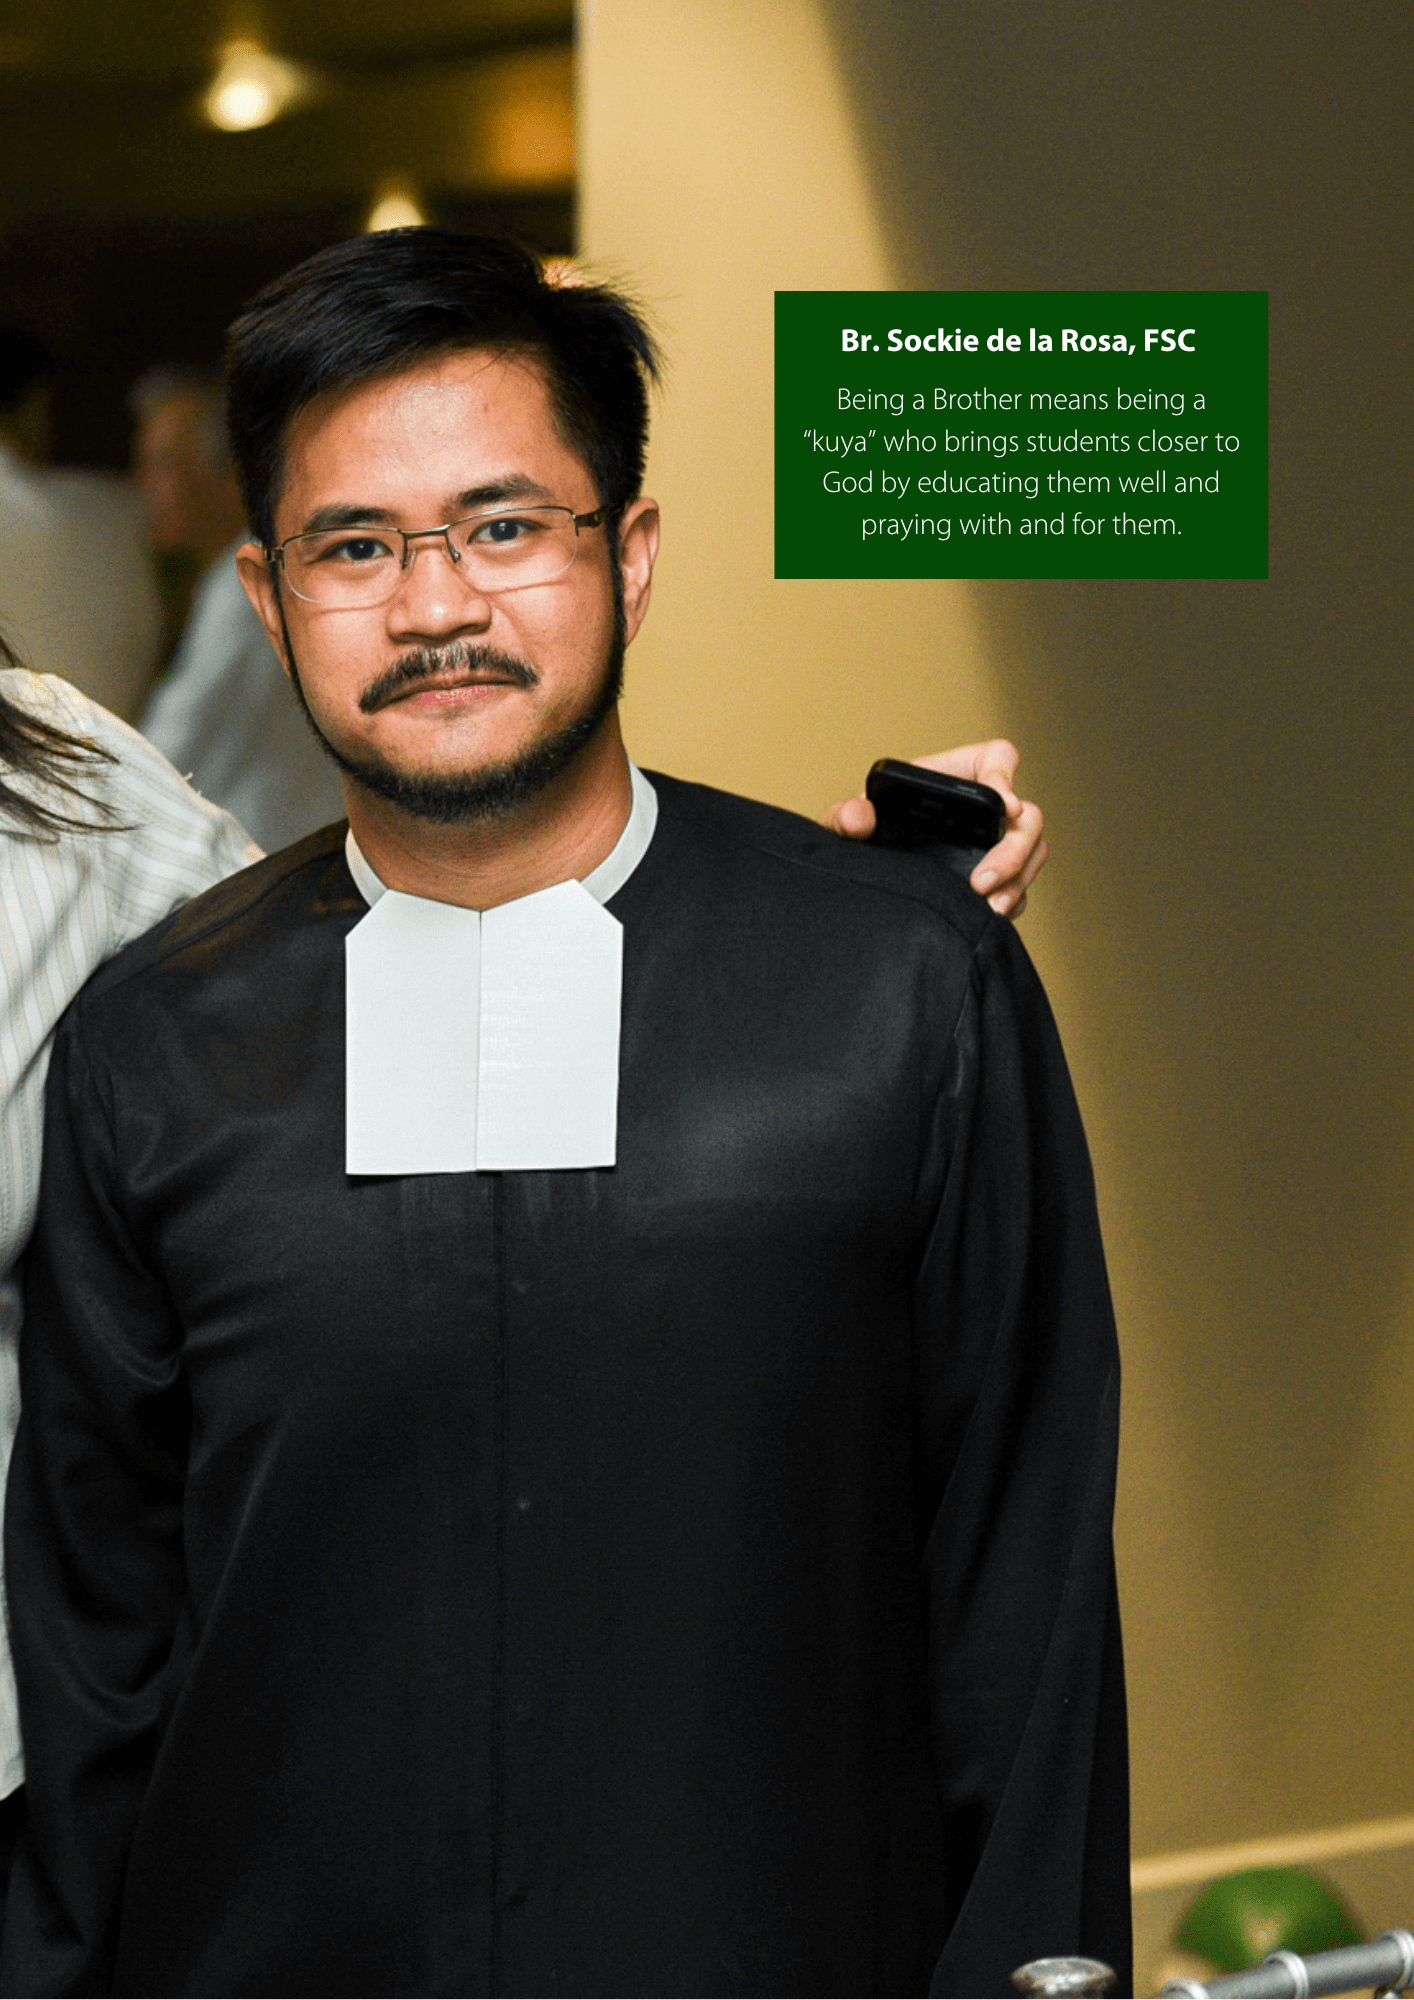 Br. Sockie de la Rosa, FSC
Being a Brother means being a
“kuya” who brings students closer to
God by educating them well and
praying with and for them.